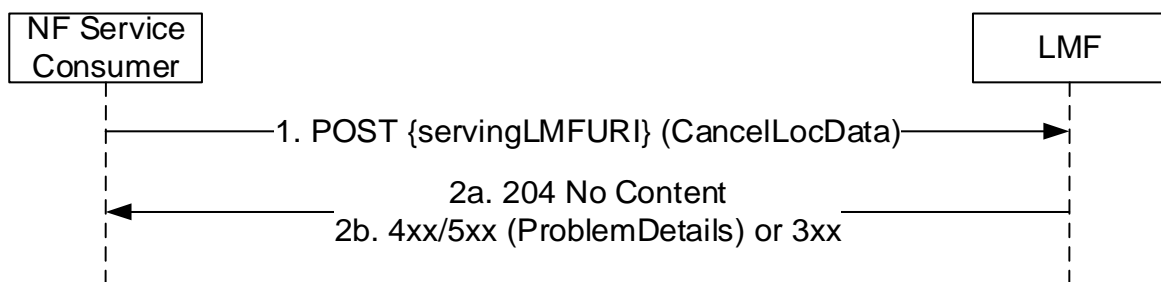 NF Service
Consumer
LMF
1. POST {servingLMFURI} (CancelLocData)
2a. 204 No Content
2b. 4xx/5xx (ProblemDetails) or 3xx